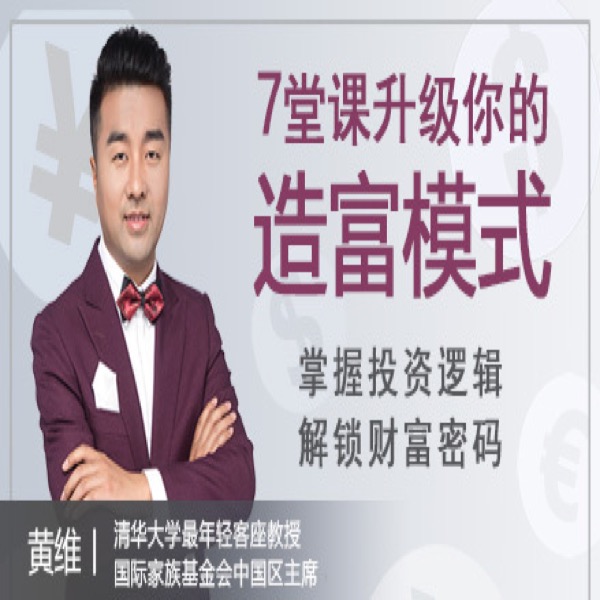 7堂课升级你的
造富模式
掌握投资逻辑
解锁财富密码
黄维
清华大学最年轻客座教授
国际家族基金会中国区主席